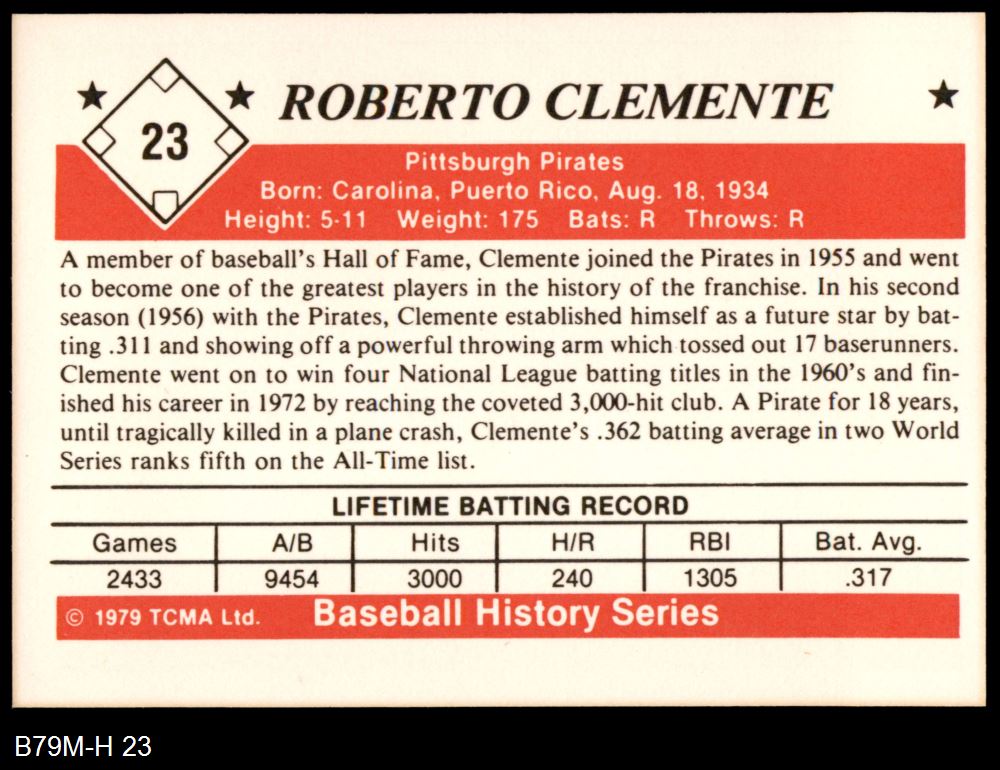 23
ROBERTO CLEMENTE
Pittsburgh Pirates
Born: Carolina, Puerto Rico, Aug. 18, 1934
Height: 5-11 Weight: 175 Bats: R Throws: R
A member of baseball's Hall of Fame, Clemente joined the Pirates in 1955 and went
to become one of the greatest players in the history of the franchise. In his second
season (1956) with the Pirates, Clemente established himself as a future star by bat-
ting .311 and showing off a powerful throwing arm which tossed out 17 baserunners.
Clemente went on to win four National League batting titles in the 1960's and fin-
ished his career in 1972 by reaching the coveted 3,000-hit club. A Pirate for 18 years,
until tragically killed in a plane crash, Clemente's .362 batting average in two World
Series ranks fifth on the All-Time list.
LIFETIME BATTING RECORD
Games A/B Hits H/R RBI Bat. Avg.
2433 9454 3000 240 1305 .317
© 1979 TCMA Ltd. Baseball History Series
B79M-H 23